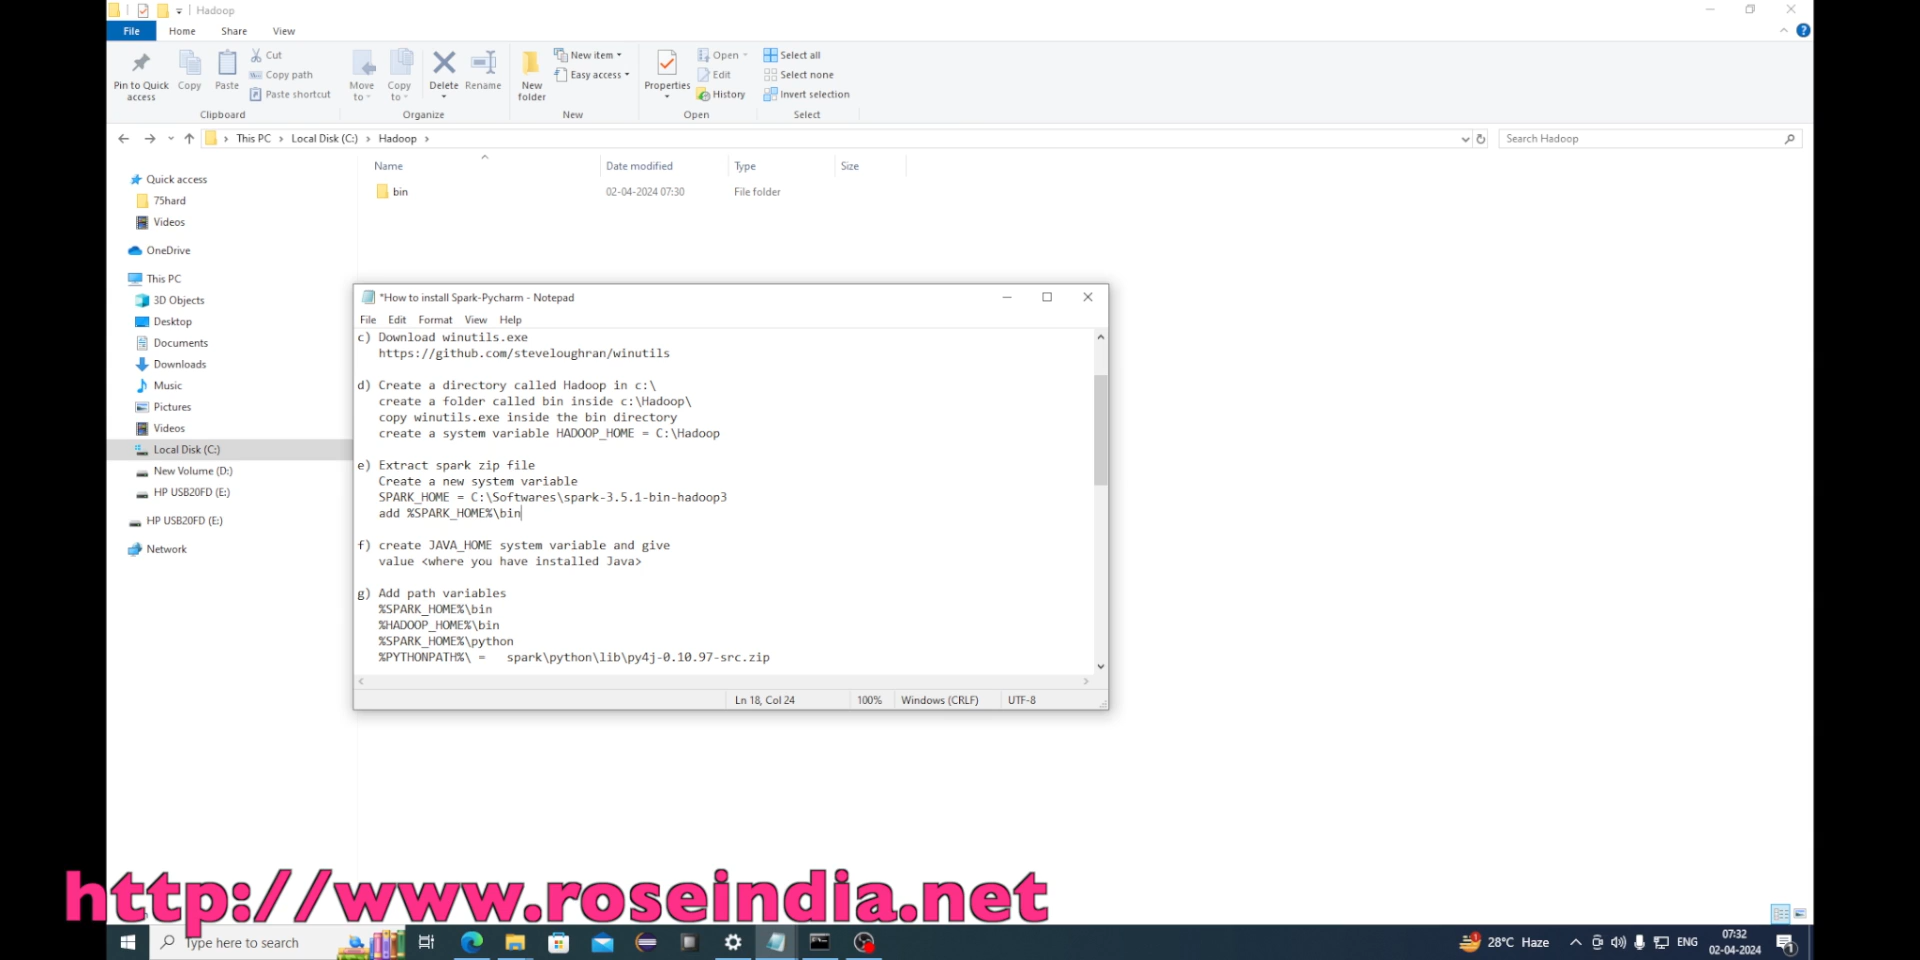 Hadoop
File Home Share View
Pin to Quick access
Copy
Paste
Cut
Copy path
Paste shortcut
Clipboard
Move to
Copy to
Delete
Rename
Organize
New folder
New item
Easy access
New
Properties
Open
Edit
History
Open
Select all
Select none
Invert selection
Select
This PC > Local Disk (C:) > Hadoop >
Search Hadoop
Name Date modified Type Size
bin 02-04-2024 07:30 File folder
Quick access
75hard
Videos
OneDrive
This PC
3D Objects
Desktop
Documents
Downloads
Music
Pictures
Videos
Local Disk (C:)
New Volume (D:)
HP USB20FD (E:)
HP USB20FD (E:)
Network
*How to install Spark-Pycharm - Notepad
File Edit Format View Help
c) Download winutils.exe
https://github.com/steveloughran/winutils
d) Create a directory called Hadoop in c:\
create a folder called bin inside c:\Hadoop\
copy winutils.exe inside the bin directory
create a system variable HADOOP_HOME = C:\Hadoop
e) Extract spark zip file
Create a new system variable
SPARK_HOME = C:\Softwares\spark-3.5.1-bin-hadoop3
add %SPARK_HOME%\bin
f) create JAVA_HOME system variable and give
value <where you have installed Java>
g) Add path variables
%SPARK_HOME%\bin
%HADOOP_HOME%\bin
%SPARK_HOME%\python
%PYTHONPATH%\ = spark\python\lib\py4j-0.10.97-src.zip
Ln 18, Col 24 100% Windows (CRLF) UTF-8
http://www.roseindia.net
Type here to search
28°C Haze
ENG
07:32
02-04-2024